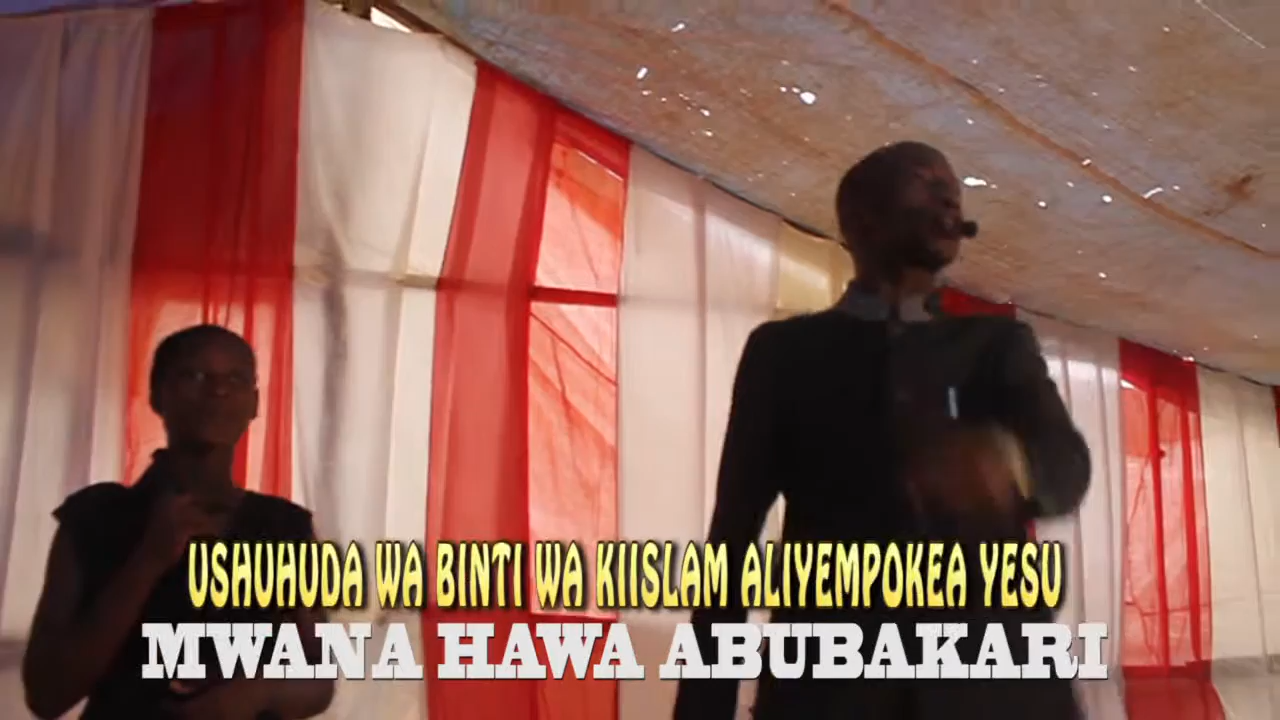 USHUHUDA WA BINTI WA KIISLAM ALIYEMPOKEA YESU
MWANA HAWA ABUBAKARI